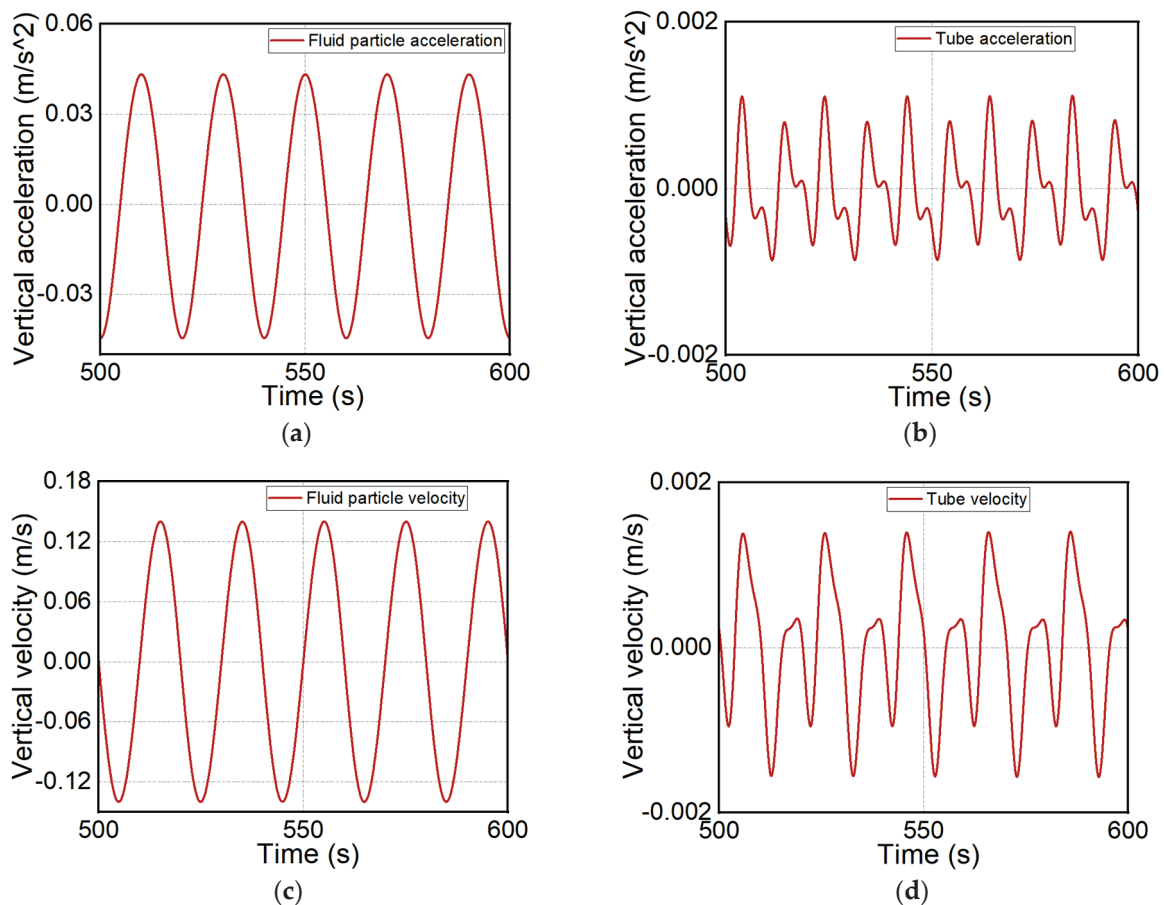 Vertical acceleration (m/s^2)
0.06
0.03
0.00
-0.03
Fluid particle acceleration
500
550
600
Time (s)
(a)
Vertical acceleration (m/s^2)
0.002
0.000
-0.002
Tube acceleration
500
550
600
Time (s)
(b)
Vertical velocity (m/s)
0.18
0.12
0.06
0.00
-0.06
-0.12
Fluid particle velocity
500
550
600
Time (s)
(c)
Vertical velocity (m/s)
0.002
0.000
-0.002
Tube velocity
500
550
600
Time (s)
(d)